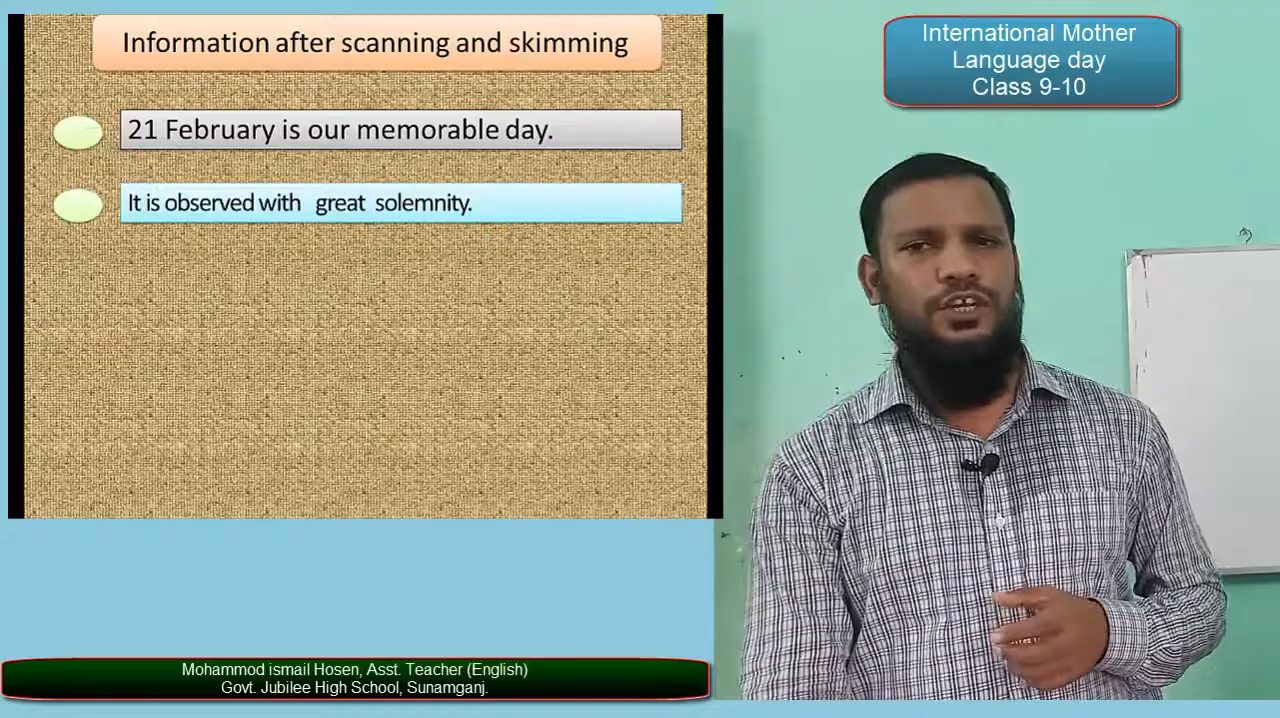 Information after scanning and skimming
21 February is our memorable day.
It is observed with great solemnity.
International Mother
Language day
Class 9-10
Mohammod ismail Hosen, Asst. Teacher (English)
Govt. Jubilee High School, Sunamganj.